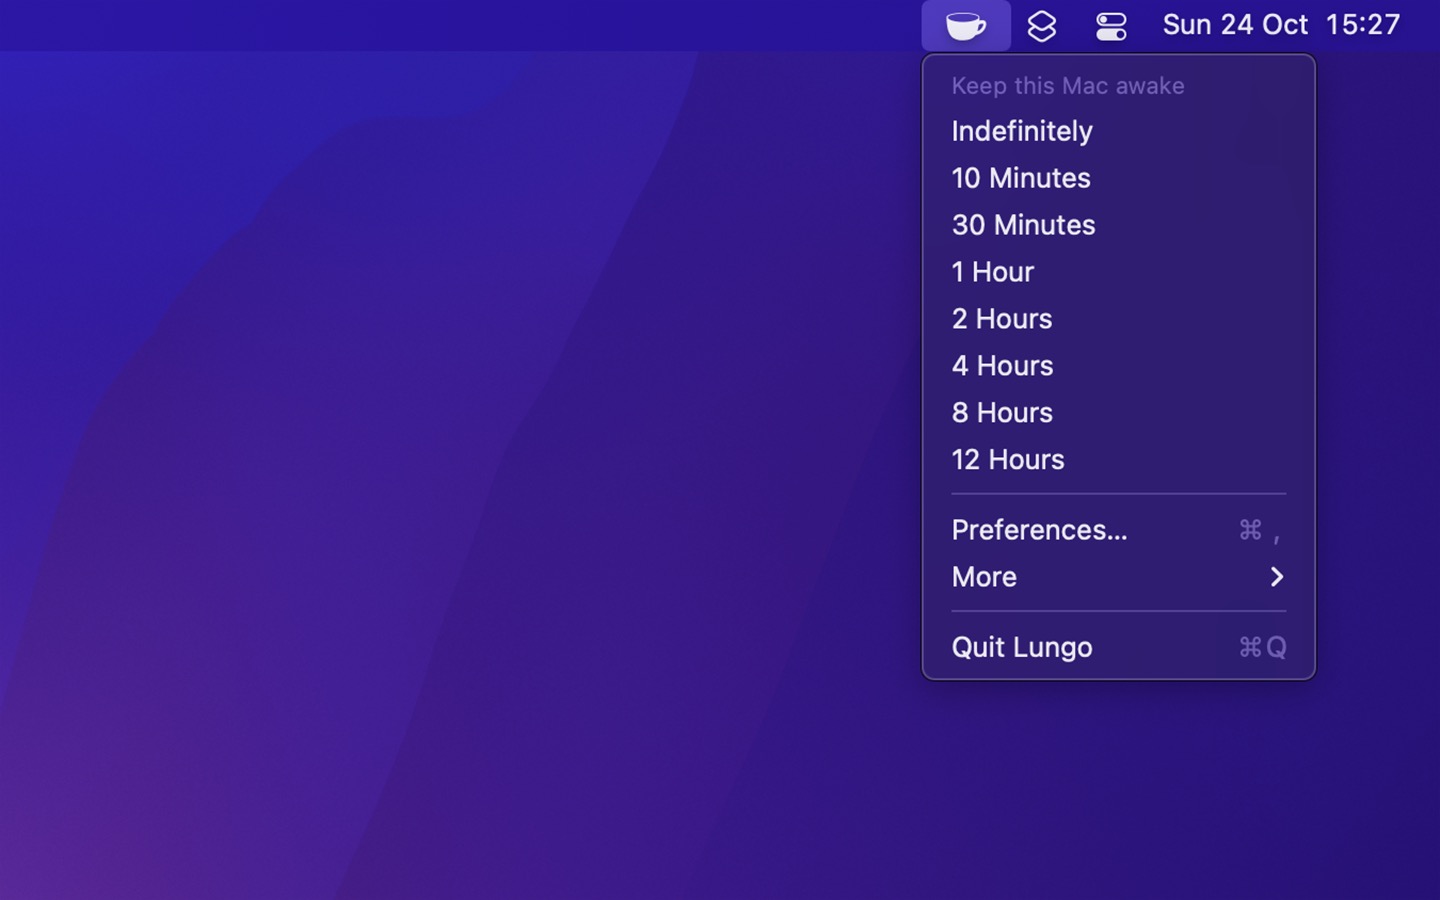 Sun 24 Oct 15:27
Keep this Mac awake
Indefinitely
10 Minutes
30 Minutes
1 Hour
2 Hours
4 Hours
8 Hours
12 Hours
Preferences... ⌘ ,
More
Quit Lungo ⌘Q